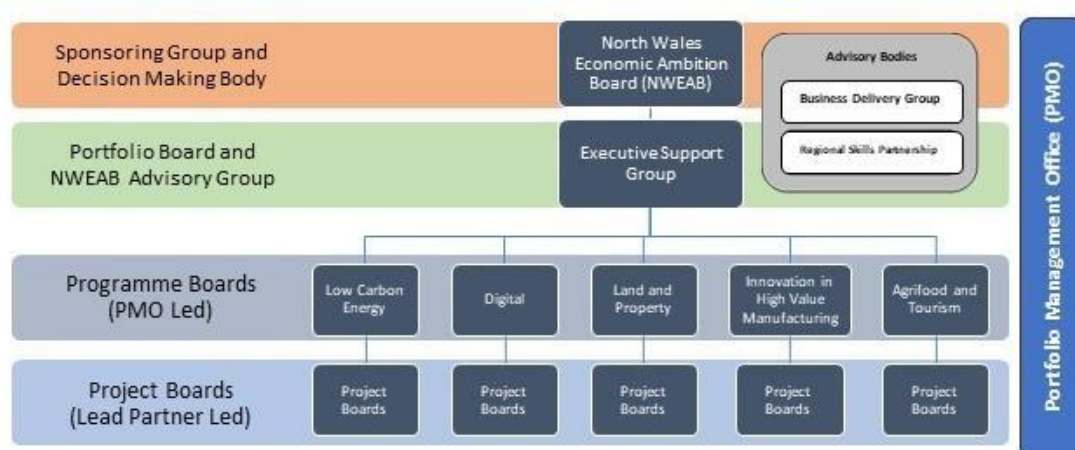 Sponsoring Group and
Decision Making Body
North Wales
Economic Ambition
Board (NWEAB)
Advisory Bodies
Business Delivery Group
Regional Skills Partnership
Portfolio Board and
NWEAB Advisory Group
Executive Support
Group
Programme Boards
(PMO Led)
Low Carbon
Energy
Digital
Land and
Property
Innovation in
High Value
Manufacturing
Agrifood and
Tourism
Project Boards
(Lead Partner Led)
Project
Boards
Project
Boards
Project
Boards
Project
Boards
Project
Boards
Portfolio Management Office (PMO)